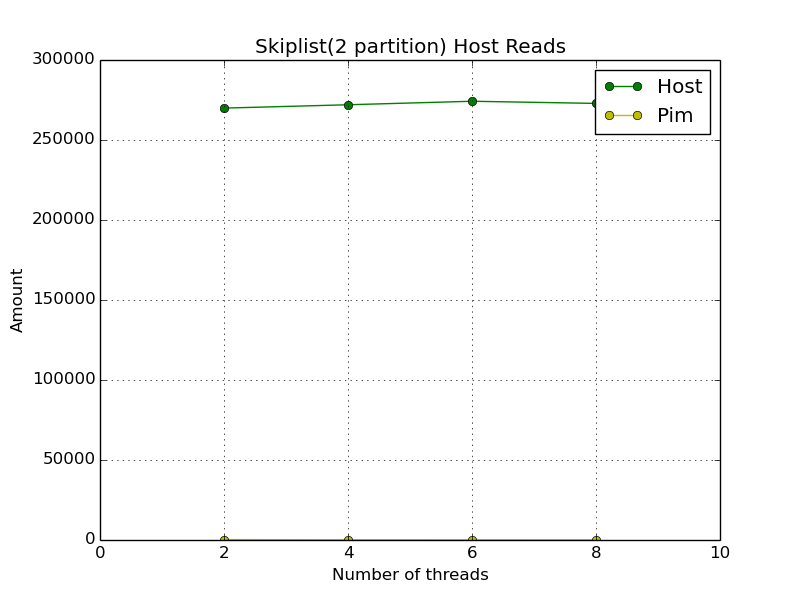 Skiplist(2 partition) Host Reads
300000
250000
200000
150000
100000
50000
0
Amount
Host
Pim
0 2 4 6 8 10
Number of threads